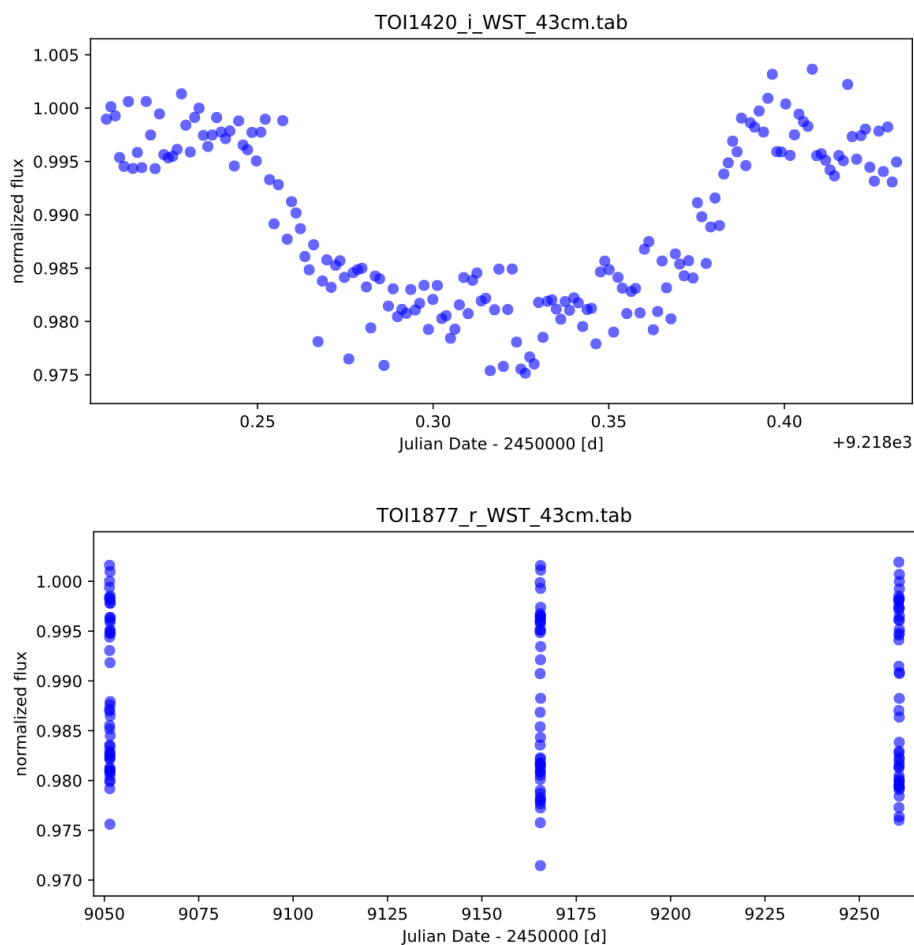 TOI1420_i_WST_43cm.tab
1.005
1.000
0.995
0.990
0.985
0.980
0.975
normalized flux
0.25 0.30 0.35 0.40
Julian Date - 2450000 [d]
+9.218e3
TOI1877_r_WST_43cm.tab
1.000
0.995
0.990
0.985
0.980
0.975
0.970
normalized flux
9050 9075 9100 9125 9150 9175 9200 9225 9250
Julian Date - 2450000 [d]